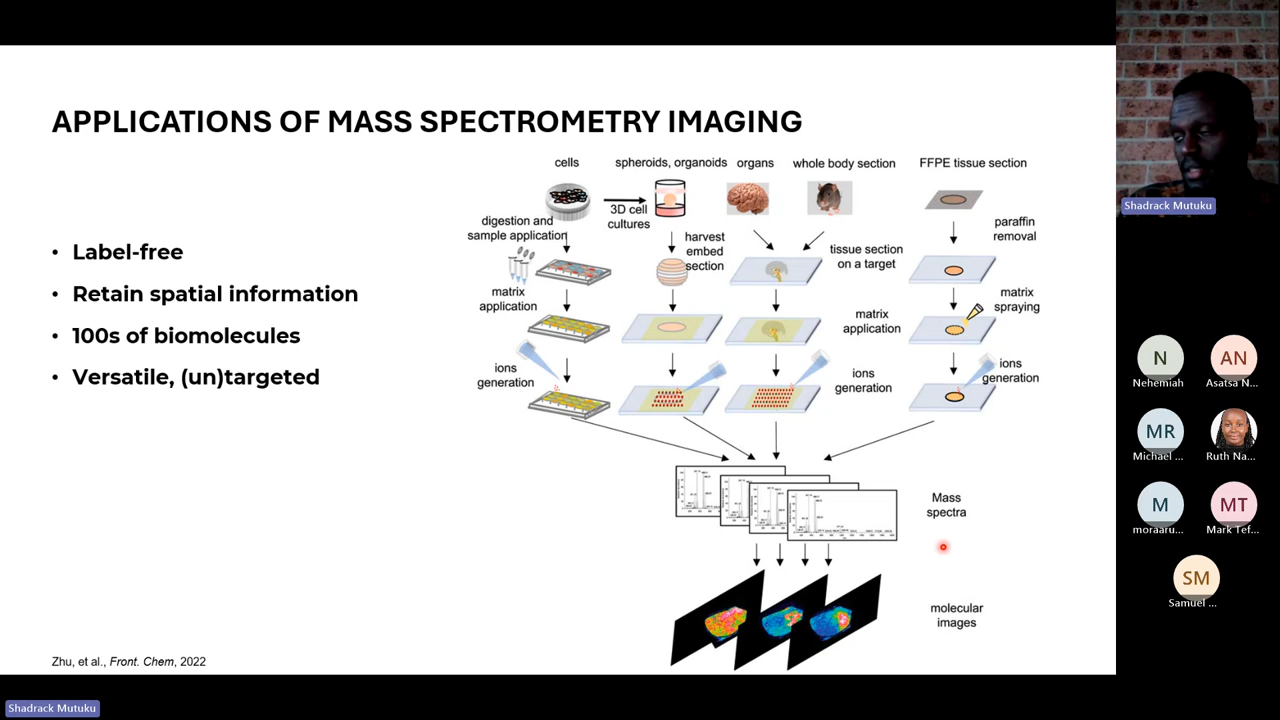 APPLICATIONS OF MASS SPECTROMETRY IMAGING
• Label-free
• Retain spatial information
• 100s of biomolecules
• Versatile, (un)targeted
cells
spheroids, organoids
organs
whole body section
FFPE tissue section
3D cell
cultures
digestion and
sample application
harvest
embed
section
tissue section
on a target
paraffin
removal
matrix
application
matrix
application
matrix
spraying
ions
generation
ions
generation
ions
generation
Mass
spectra
molecular
images
Zhu, et al., Front. Chem, 2022
Shadrack Mutuku
Shadrack Mutuku
N
Nehemiah
AN
Asatsa N...
MR
Michael ...
Ruth Na...
M
moraaru...
MT
Mark Tef...
SM
Samuel ...